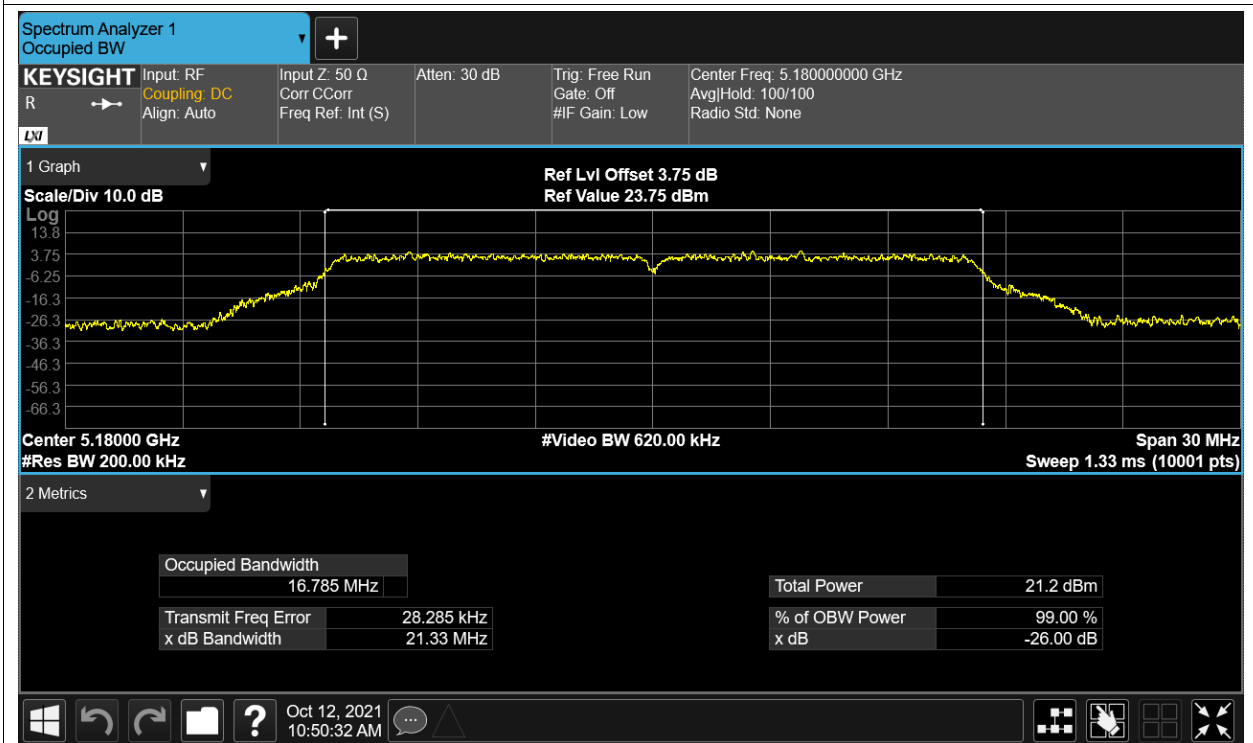 Spectrum Analyzer 1
Occupied BW
KEYSIGHT
R
LXI
Input: RF
Coupling: DC
Align: Auto
Input Z: 50 Ω
Corr CCorr
Freq Ref: Int (S)
Atten: 30 dB
Trig: Free Run
Gate: Off
#IF Gain: Low
Center Freq: 5.180000000 GHz
Avg|Hold: 100/100
Radio Std: None
1 Graph
Scale/Div 10.0 dB
Ref Lvl Offset 3.75 dB
Ref Value 23.75 dBm
Log
13.8
3.75
-6.25
-16.3
-26.3
-36.3
-46.3
-56.3
-66.3
Center 5.18000 GHz
#Video BW 620.00 kHz
Span 30 MHz
#Res BW 200.00 kHz
Sweep 1.33 ms (10001 pts)
2 Metrics
Occupied Bandwidth
16.785 MHz
Total Power 21.2 dBm
Transmit Freq Error 28.285 kHz
% of OBW Power 99.00 %
x dB Bandwidth 21.33 MHz
x dB -26.00 dB
?
Oct 12, 2021
10:50:32 AM